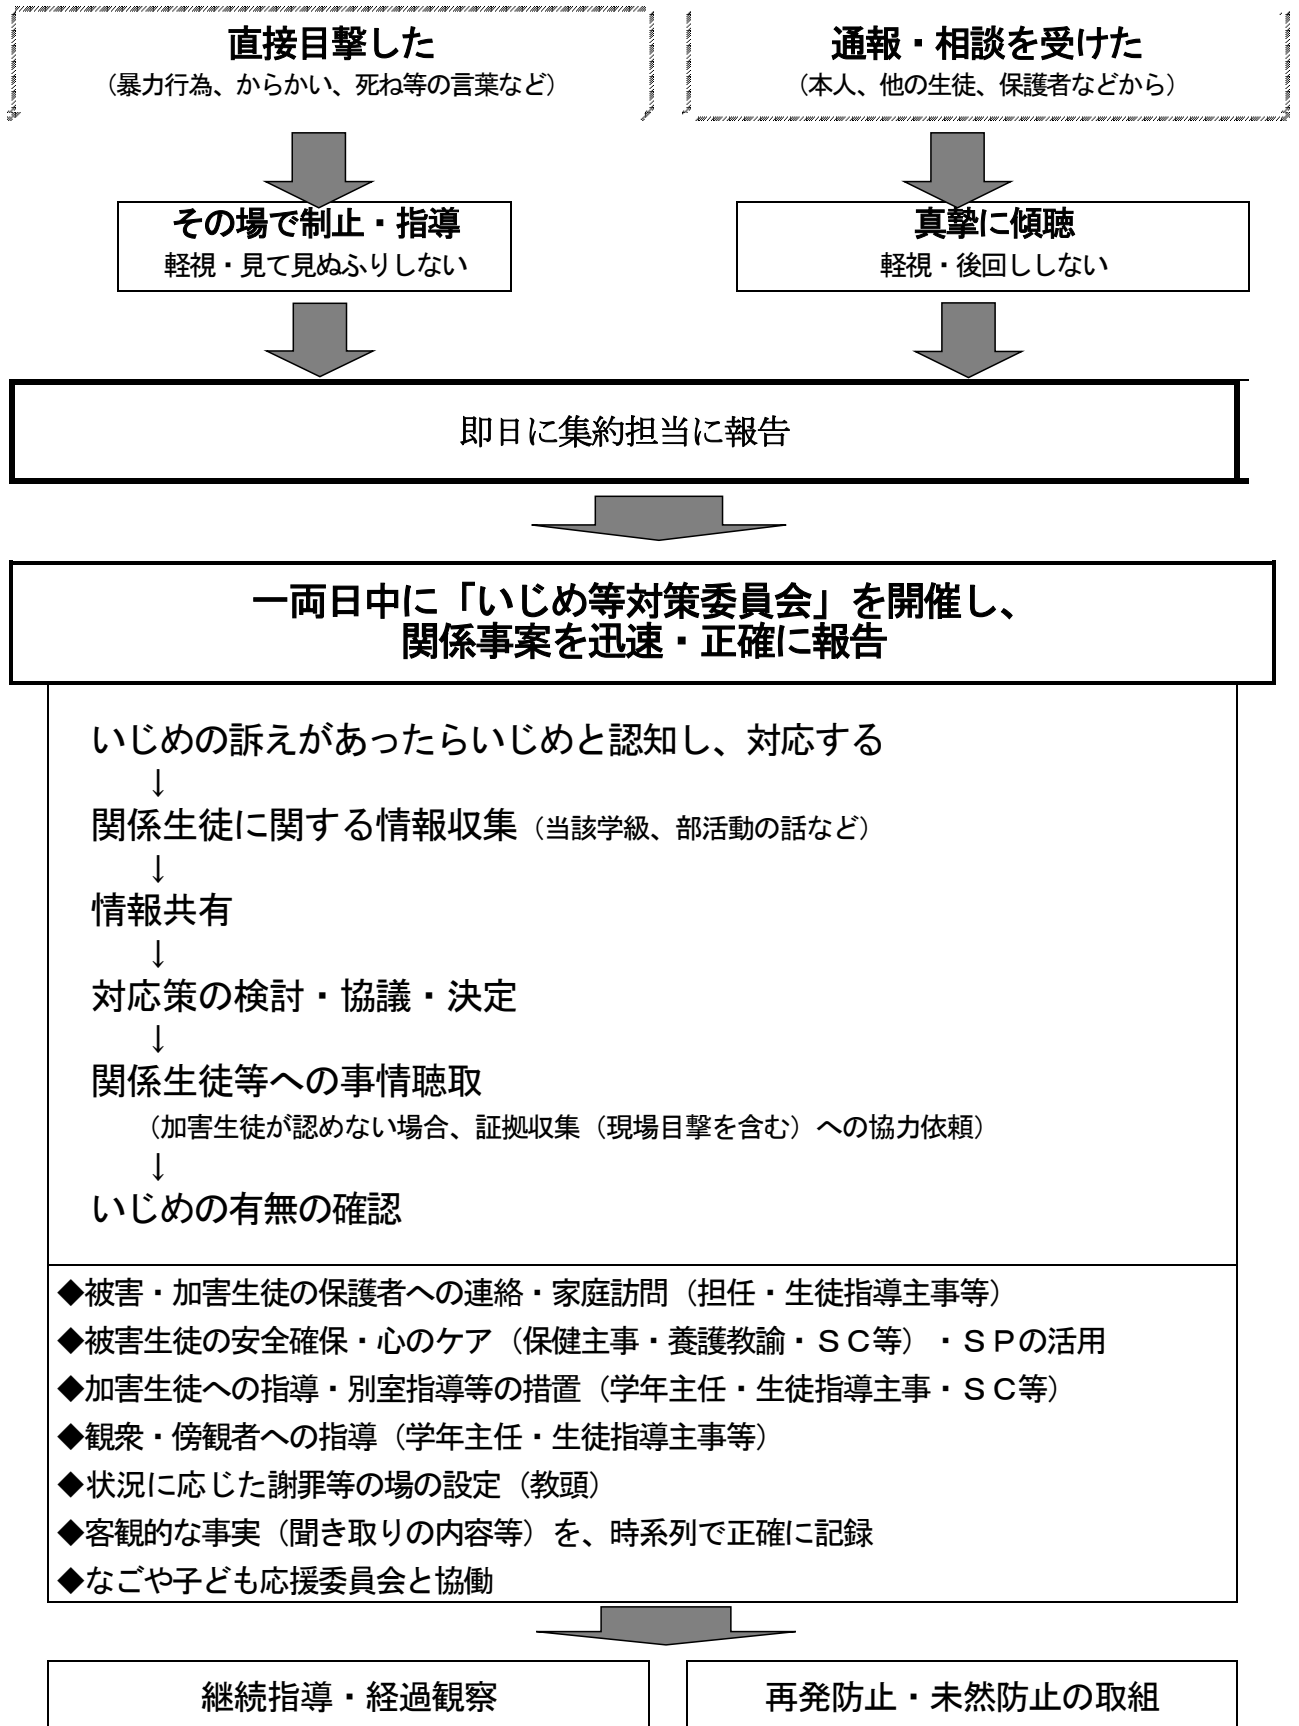 直接目撃した
（暴力行為、からかい、死ね等の言葉など）
通報・相談を受けた
（本人、他の生徒、保護者などから）
その場で制止・指導
軽視・見て見ぬふりしない
真摯に傾聴
軽視・後回ししない
即日に集約担当に報告
一両日中に「いじめ等対策委員会」を開催し、
関係事案を迅速・正確に報告
いじめの訴えがあったらいじめと認知し、対応する
↓
関係生徒に関する情報収集（当該学級、部活動の話など）
↓
情報共有
↓
対応策の検討・協議・決定
↓
関係生徒等への事情聴取
（加害生徒が認めない場合、証拠収集（現場目撃を含む）への協力依頼）
↓
いじめの有無の確認
◆被害・加害生徒の保護者への連絡・家庭訪問（担任・生徒指導主事等）
◆被害生徒の安全確保・心のケア（保健主事・養護教諭・ＳＣ等）・ＳＰの活用
◆加害生徒への指導・別室指導等の措置（学年主任・生徒指導主事・ＳＣ等）
◆観衆・傍観者への指導（学年主任・生徒指導主事等）
◆状況に応じた謝罪等の場の設定（教頭）
◆客観的な事実（聞き取りの内容等）を、時系列で正確に記録
◆なごや子ども応援委員会と協働
継続指導・経過観察
再発防止・未然防止の取組